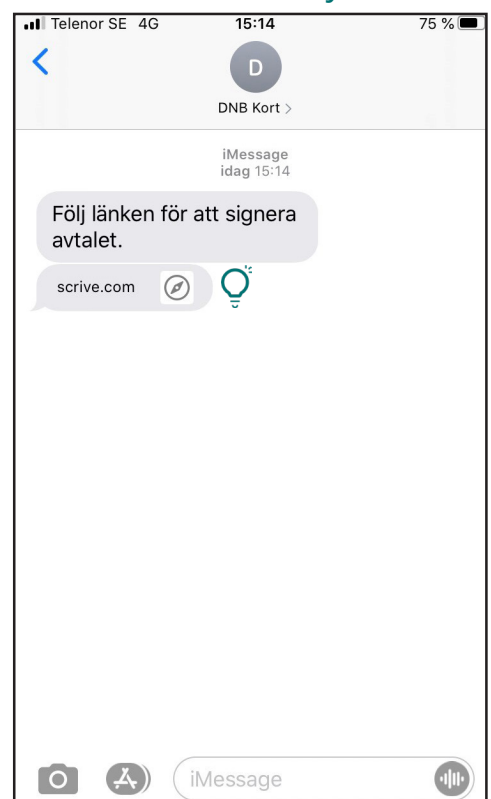 Telenor SE 4G 15:14 75 %
D
DNB Kort >
iMessage
idag 15:14
Följ länken för att signera
avtalet.
scrive.com
iMessage